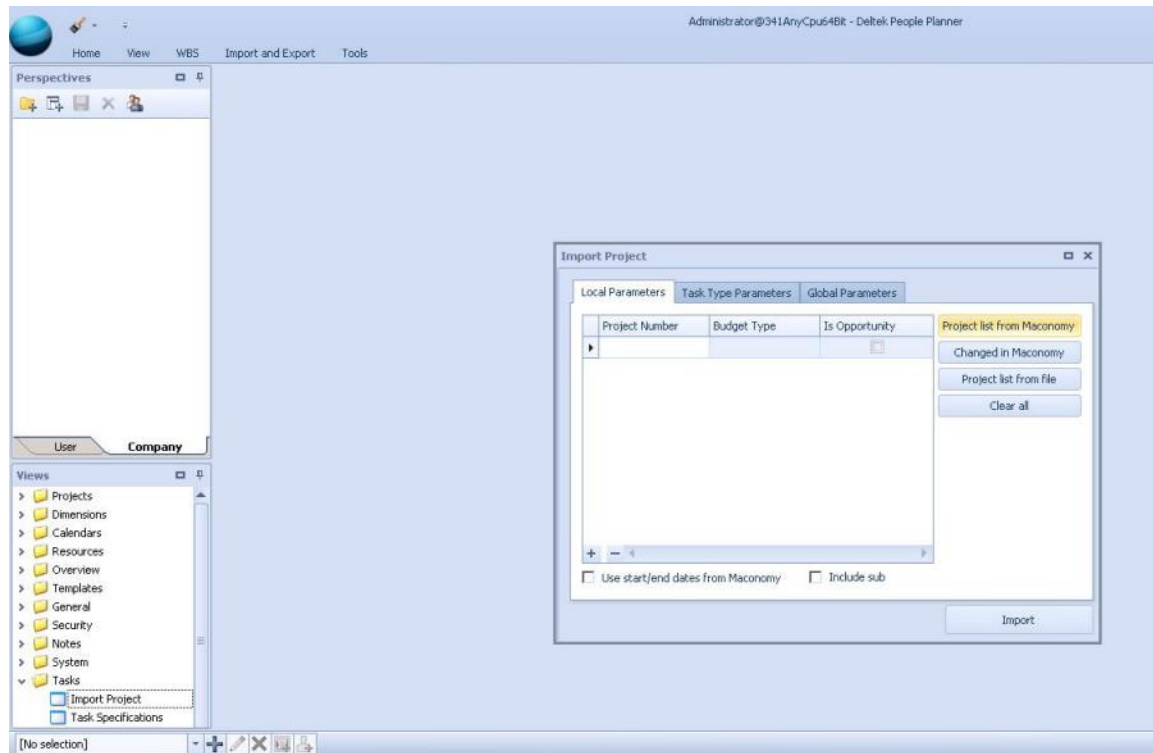 Administrator@341AnyCpu64Bit - Deltek People Planner
Home View WBS Import and Export Tools
Perspectives
User Company
Views
Projects
Dimensions
Calendars
Resources
Overview
Templates
General
Security
Notes
System
Tasks
Import Project
Task Specifications
[No selection]
Import Project
Local Parameters Task Type Parameters Global Parameters
Project Number Budget Type Is Opportunity
Project list from Maconomy
Changed in Maconomy
Project list from file
Clear all
Use start/end dates from Maconomy Include sub
Import